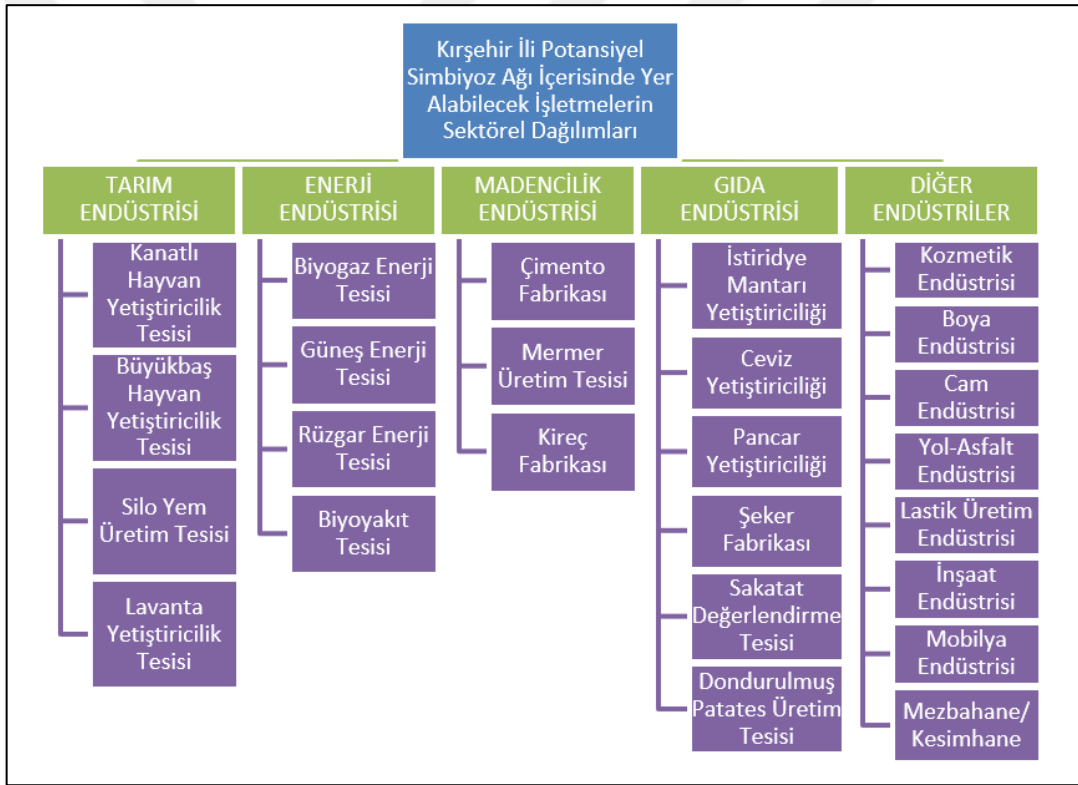 Kırşehir İli Potansiyel
Simbiyoz Ağı İçerisinde Yer
Alabilecek İşletmelerin
Sektörel Dağılımları
TARIM
ENDÜSTRİSİ
Kanatlı
Hayvan
Yetiştiricilik
Tesisi
Büyükbaş
Hayvan
Yetiştiricilik
Tesisi
Silo Yem
Üretim Tesisi
Lavanta
Yetiştiricilik
Tesisi
ENERJİ
ENDÜSTRİSİ
Biyogaz Enerji
Tesisi
Güneş Enerji
Tesisi
Rüzgar Enerji
Tesisi
Biyoyakıt
Tesisi
MADENCİLİK
ENDÜSTRİSİ
Çimento
Fabrikası
Mermer
Üretim Tesisi
Kireç
Fabrikası
GIDA
ENDÜSTRİSİ
İstiridye
Mantarı
Yetiştiriciliği
Ceviz
Yetiştiriciliği
Pancar
Yetiştiriciliği
Şeker
Fabrikası
Sakatat
Değerlendirme
Tesisi
Dondurulmuş
Patates Üretim
Tesisi
DİĞER
ENDÜSTRİLER
Kozmetik
Endüstrisi
Boya
Endüstrisi
Cam
Endüstrisi
Yol-Asfalt
Endüstrisi
Lastik Üretim
Endüstrisi
İnşaat
Endüstrisi
Mobilya
Endüstrisi
Mezbahane/
Kesimhane